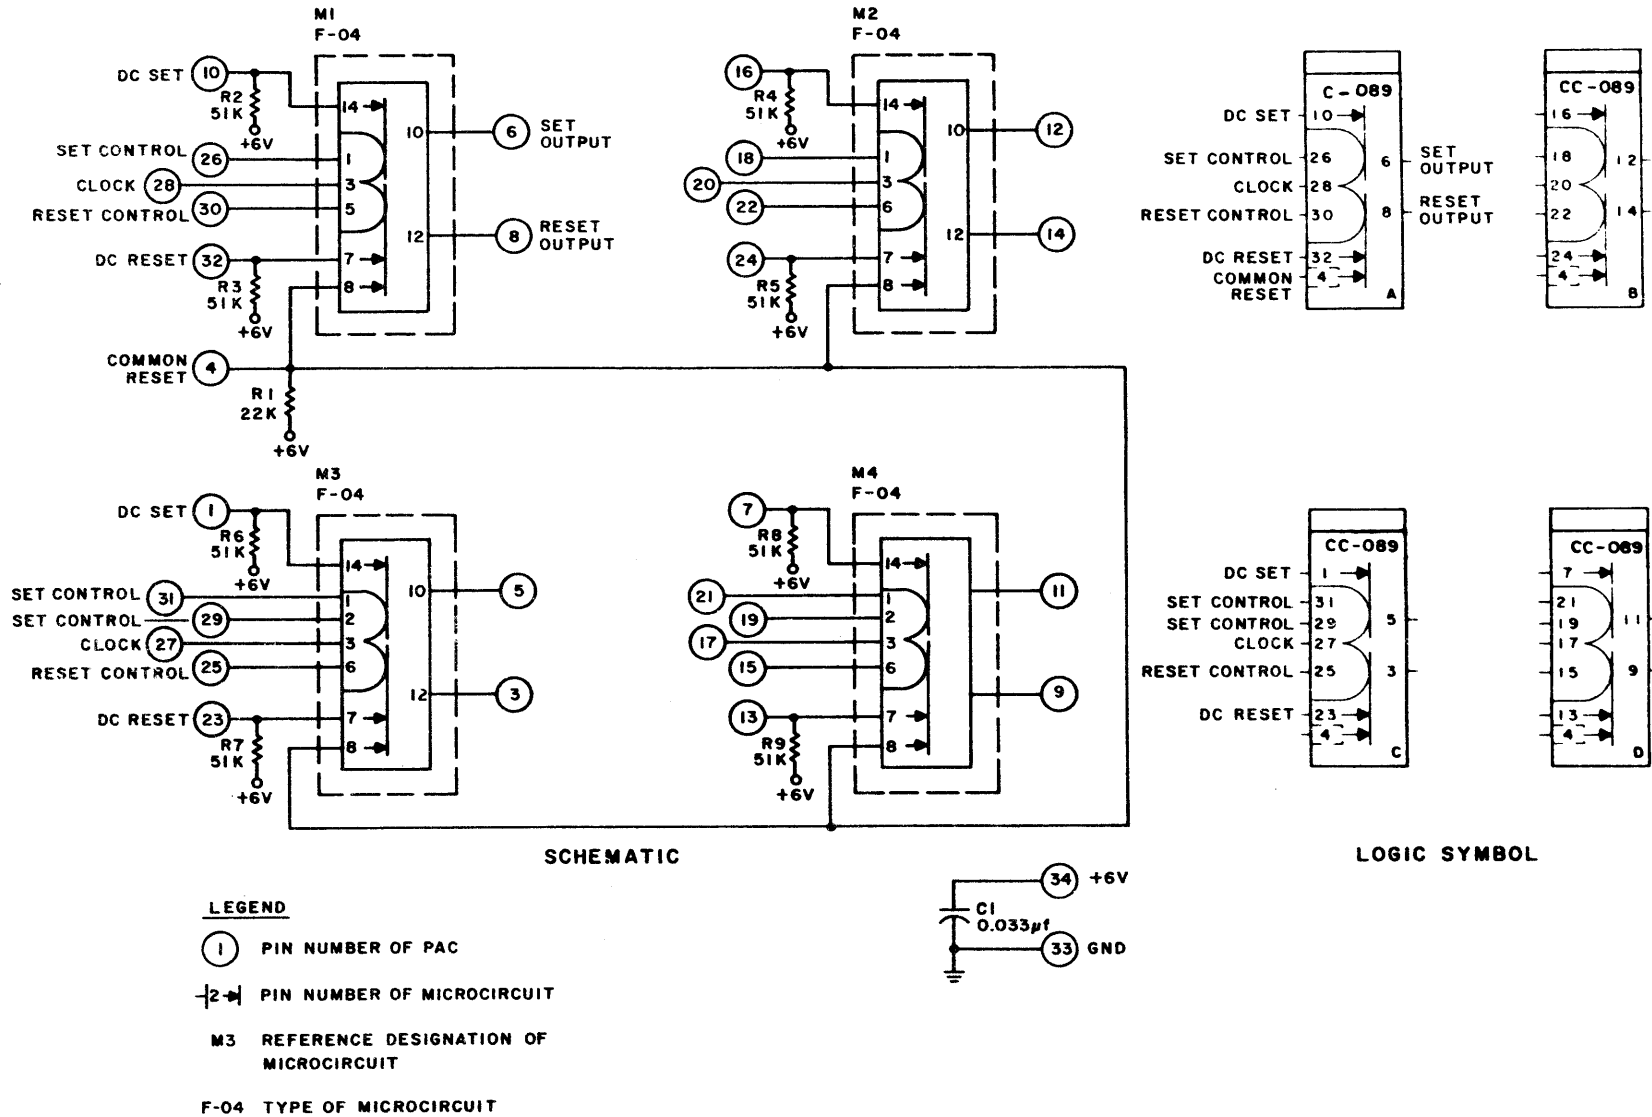 M1
F-04
DC SET 10
R2
51K
+6V
14
10
6 SET
OUTPUT
SET CONTROL 26
1
CLOCK 28
3
RESET CONTROL 30
5
12
8 RESET
OUTPUT
DC RESET 32
7
R3
51K
+6V
8
COMMON
RESET 4
R1
22K
+6V
M2
F-04
16
R4
51K
+6V
14
10
12
18
1
20
3
22
6
12
14
24
7
R5
51K
+6V
8
M3
F-04
DC SET 1
R6
51K
+6V
14
10
5
SET CONTROL 31
1
SET CONTROL 29
2
CLOCK 27
3
RESET CONTROL 25
6
12
3
DC RESET 23
7
R7
51K
+6V
8
M4
F-04
7
R8
51K
+6V
14
11
21
1
19
2
17
3
15
6
9
13
7
R9
51K
+6V
8
SCHEMATIC
C-089
DC SET 10
SET CONTROL 26
6 SET
OUTPUT
CLOCK 28
RESET CONTROL 30
8 RESET
OUTPUT
DC RESET 32
COMMON
RESET
4
A
CC-089
16
18
12
20
22
14
24
4
B
CC-089
DC SET 1
SET CONTROL 31
SET CONTROL 29
5
CLOCK 27
RESET CONTROL 25
3
DC RESET 23
4
C
CC-089
7
21
19
11
17
15
9
13
4
D
LOGIC SYMBOL
34 +6V
C1
0.033µf
33 GND
LEGEND
1 PIN NUMBER OF PAC
2 PIN NUMBER OF MICROCIRCUIT
M3 REFERENCE DESIGNATION OF
MICROCIRCUIT
F-04 TYPE OF MICROCIRCUIT